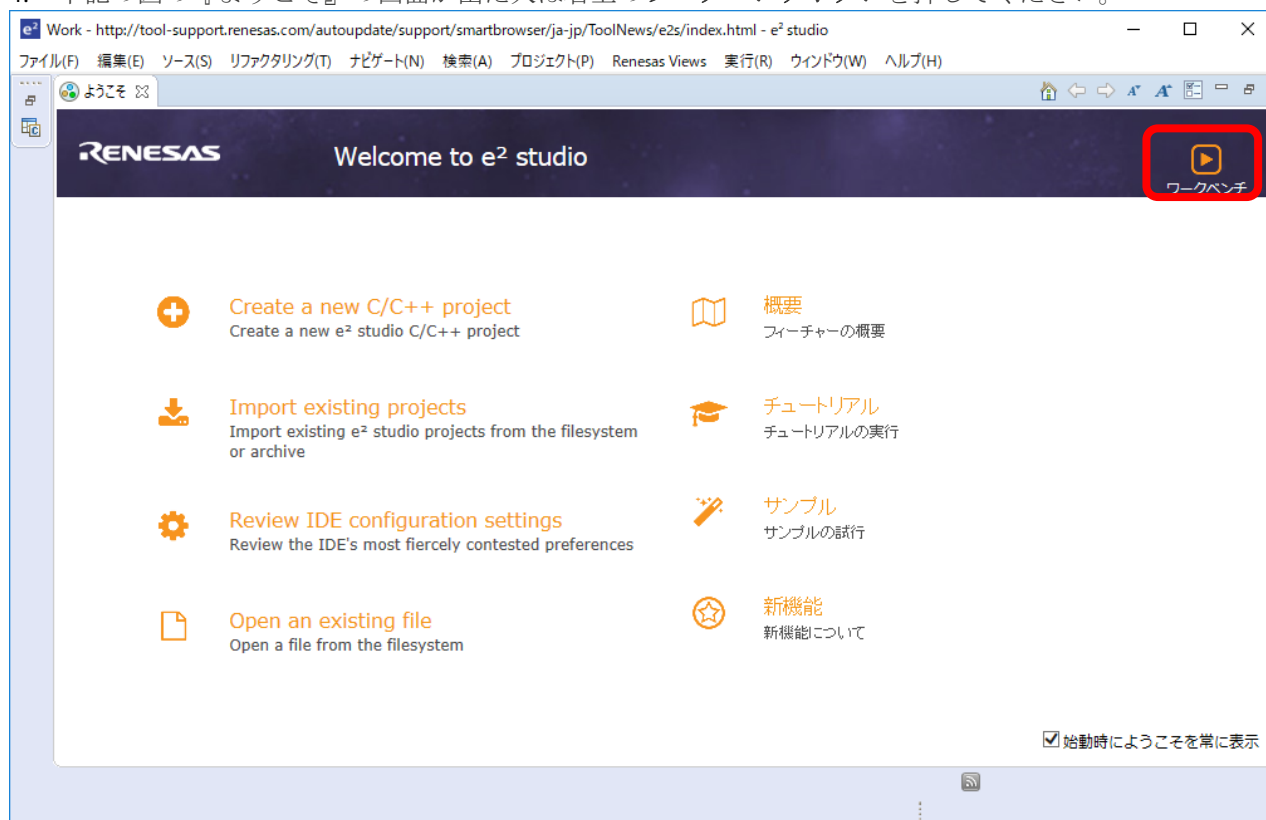 Work - http://tool-support.renesas.com/autoupdate/support/smartbrowser/ja-jp/ToolNews/e2s/index.html - e² studio
ファイル(F) 編集(E) ソース(S) リファクタリング(T) ナビゲート(N) 検索(A) プロジェクト(P) Renesas Views 実行(R) ウィンドウ(W) ヘルプ(H)
ようこそ
RENESAS Welcome to e² studio
ワークベンチ
Create a new C/C++ project
Create a new e² studio C/C++ project
概要
フィーチャーの概要
Import existing projects
Import existing e² studio projects from the filesystem
or archive
チュートリアル
チュートリアルの実行
Review IDE configuration settings
Review the IDE's most fiercely contested preferences
サンプル
サンプルの試行
Open an existing file
Open a file from the filesystem
新機能
新機能について
始動時にようこそを常に表示